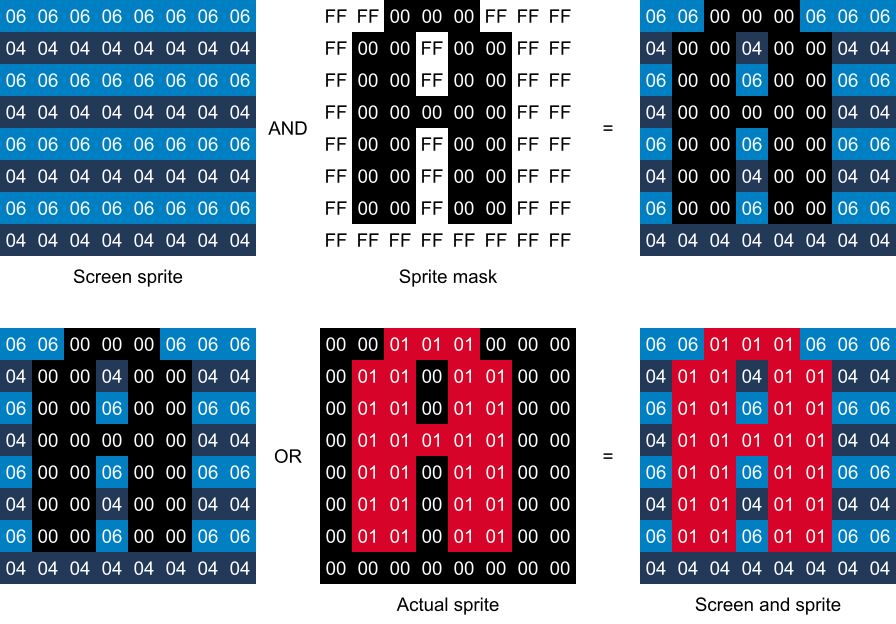 06 06 06 06 06 06 06 06 FF FF 00 00 00 FF FF FF 06 06 00 00 00 06 06 06
04 04 04 04 04 04 04 04 FF 00 00 FF 00 00 FF FF 04 00 00 04 00 00 04 04
06 06 06 06 06 06 06 06 FF 00 00 FF 00 00 FF FF 06 00 00 06 00 00 06 06
04 04 04 04 04 04 04 04 FF 00 00 00 00 00 FF FF 04 00 00 00 00 00 04 04
AND =
06 06 06 06 06 06 06 06 FF 00 00 FF 00 00 FF FF 06 00 00 06 00 00 06 06
04 04 04 04 04 04 04 04 FF 00 00 FF 00 00 FF FF 04 00 00 04 00 00 04 04
06 06 06 06 06 06 06 06 FF 00 00 FF 00 00 FF FF 06 00 00 06 00 00 06 06
04 04 04 04 04 04 04 04 FF FF FF FF FF FF FF FF 04 04 04 04 04 04 04 04
Screen sprite Sprite mask
06 06 00 00 00 06 06 06 00 00 01 01 01 00 00 00 06 06 01 01 01 06 06 06
04 00 00 04 00 00 04 04 00 01 01 00 01 01 00 00 04 01 01 04 01 01 04 04
06 00 00 06 00 00 06 06 00 01 01 00 01 01 00 00 06 01 01 06 01 01 06 06
04 00 00 00 00 00 04 04 00 01 01 01 01 01 00 00 04 01 01 01 01 01 04 04
OR =
06 00 00 06 00 00 06 06 00 01 01 00 01 01 00 00 06 01 01 06 01 01 06 06
04 00 00 04 00 00 04 04 00 01 01 00 01 01 00 00 04 01 01 04 01 01 04 04
06 00 00 06 00 00 06 06 00 01 01 00 01 01 00 00 06 01 01 06 01 01 06 06
04 04 04 04 04 04 04 04 00 00 00 00 00 00 00 00 04 04 04 04 04 04 04 04
Actual sprite Screen and sprite